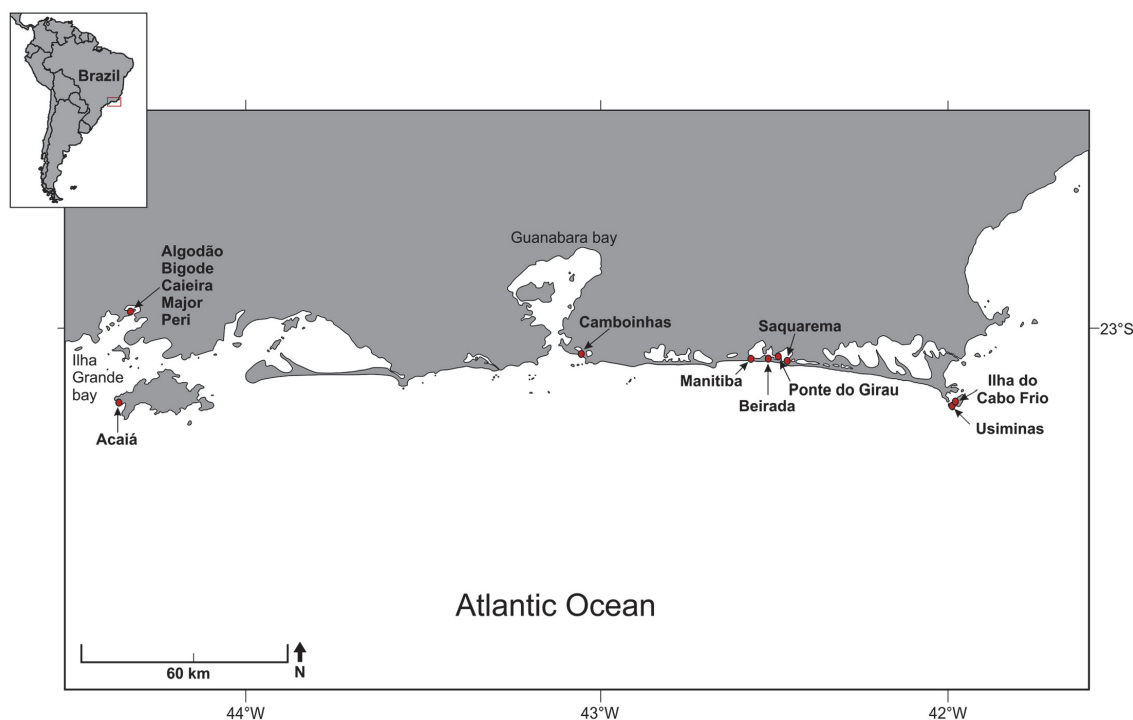 Brazil
Guanabara bay
Algodão
Bigode
Caieira
Major
Peri
Camboinhas
Saquarema
23°S
Ilha
Grande
bay
Manitiba
Ponte do Girau
Ilha do
Cabo Frio
Beirada
Usiminas
Acaiá
Atlantic Ocean
60 km
N
44°W
43°W
42°W